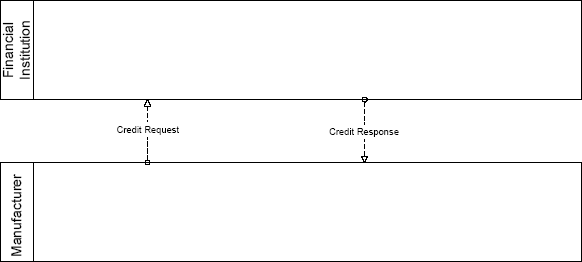 Financial
Institution
Credit Request
Credit Response
Manufacturer